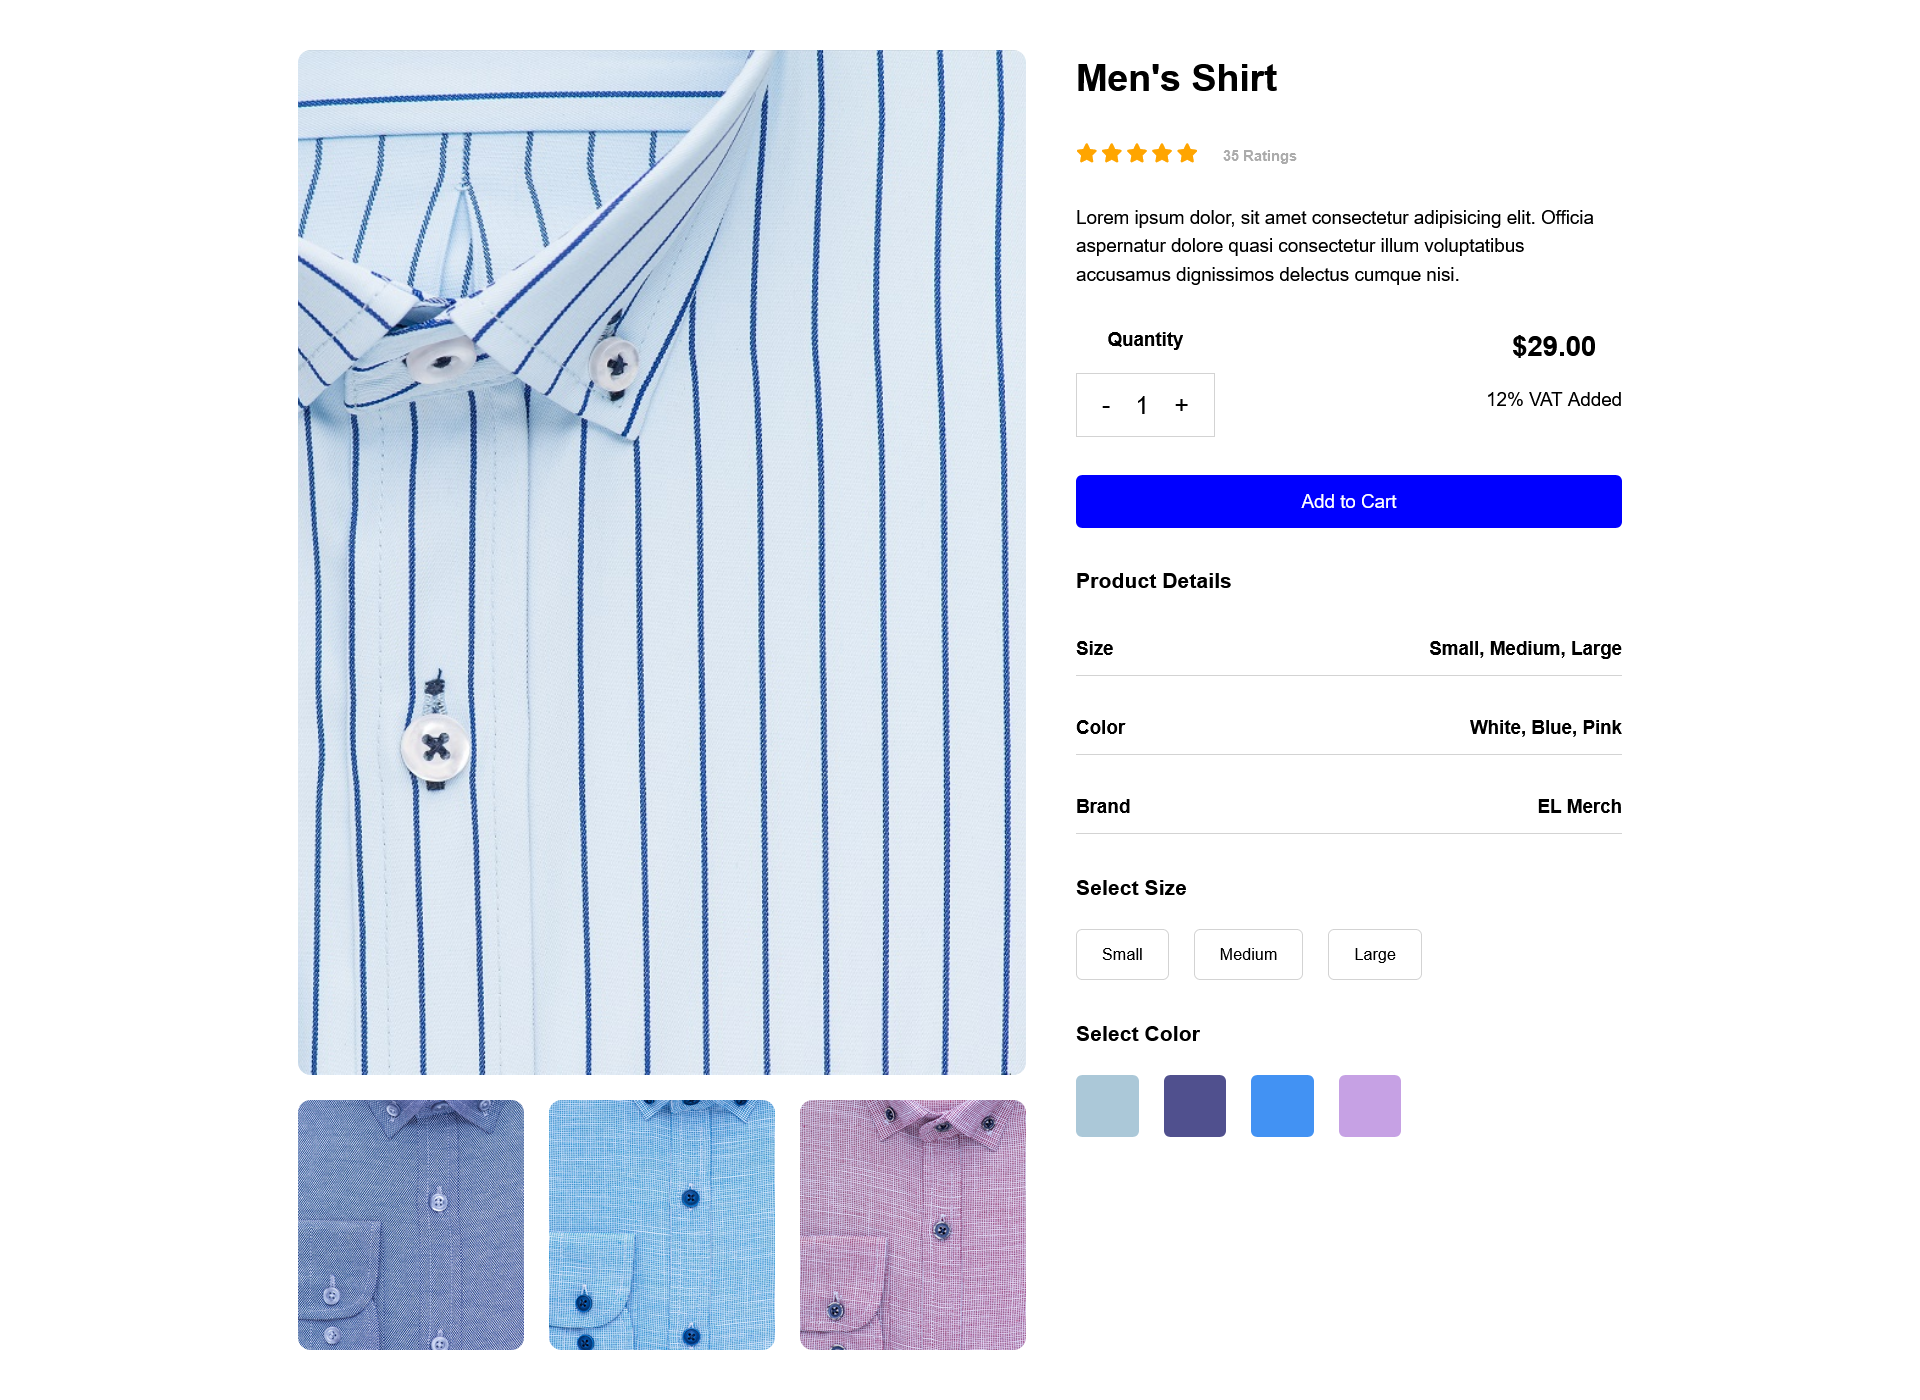 Men's Shirt
35 Ratings
Lorem ipsum dolor, sit amet consectetur adipisicing elit. Officia
aspernatur dolore quasi consectetur illum voluptatibus
accusamus dignissimos delectus cumque nisi.
Quantity
- 1 +
$29.00
12% VAT Added
Add to Cart
Product Details
Size Small, Medium, Large
Color White, Blue, Pink
Brand EL Merch
Select Size
Small Medium Large
Select Color